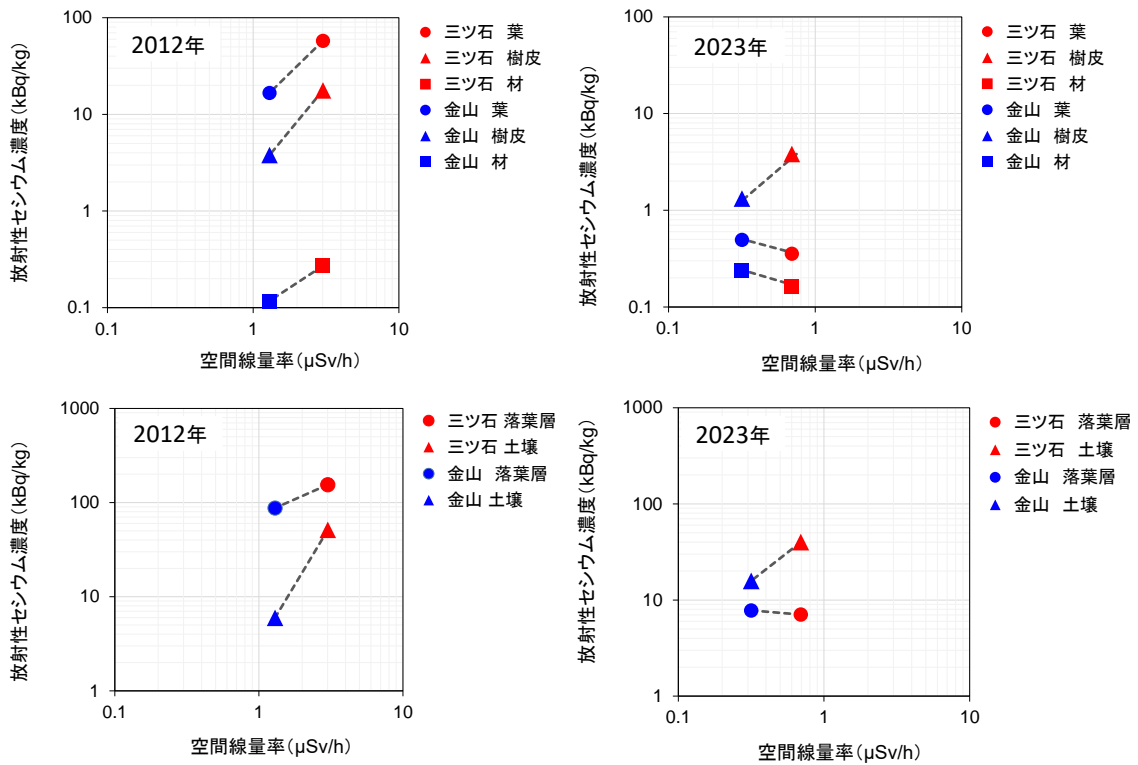 放射性セシウム濃度（kBq/kg）
100
10
1
0.1
2012年
0.1
1
10
空間線量率（μSv/h）
三ツ石　葉
三ツ石　樹皮
三ツ石　材
金山　葉
金山　樹皮
金山　材
放射性セシウム濃度（kBq/kg）
100
10
1
0.1
2023年
0.1
1
10
空間線量率（μSv/h）
三ツ石　葉
三ツ石　樹皮
三ツ石　材
金山　葉
金山　樹皮
金山　材
放射性セシウム濃度（kBq/kg）
1000
100
10
1
2012年
0.1
1
10
空間線量率（μSv/h）
三ツ石 落葉層
三ツ石 土壌
金山　落葉層
金山 土壌
放射性セシウム濃度（kBq/kg）
1000
100
10
1
2023年
0.1
1
10
空間線量率（μSv/h）
三ツ石　落葉層
三ツ石　土壌
金山　落葉層
金山　土壌